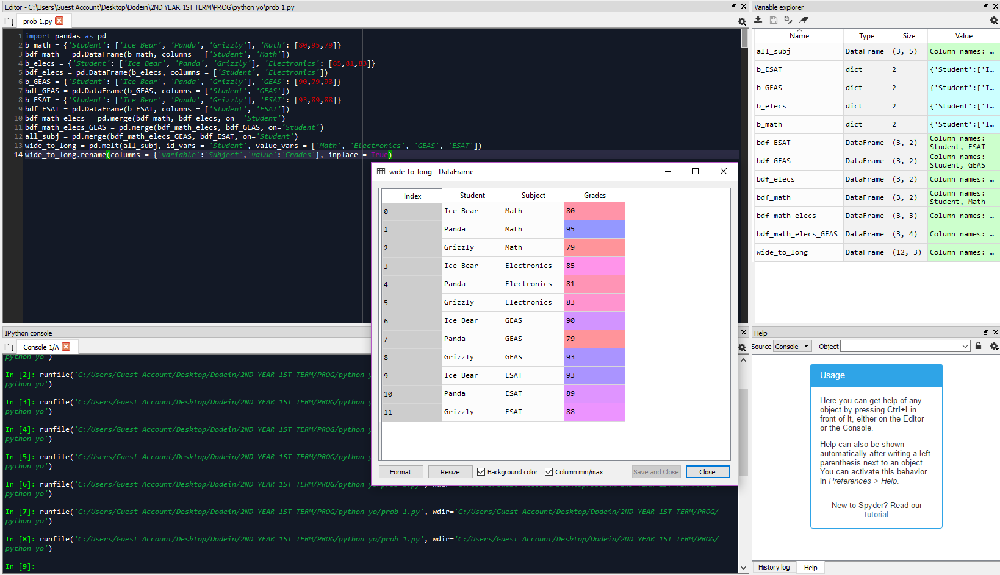 Editor - C:\Users\Guest Account\Desktop\Dodein\2ND YEAR 1ST TERM\PROG\python yo\prob 1.py
prob 1.py
1 import pandas as pd
2 b_math = {'Student': ['Ice Bear', 'Panda', 'Grizzly'], 'Math': [80,95,79]}
3 bdf_math = pd.DataFrame(b_math, columns = ['Student', 'Math'])
4 b_elecs = {'Student': ['Ice Bear', 'Panda', 'Grizzly'], 'Electronics': [85,81,83]}
5 bdf_elecs = pd.DataFrame(b_elecs, columns = ['Student', 'Electronics'])
6 b_GEAS = {'Student': ['Ice Bear', 'Panda', 'Grizzly'], 'GEAS': [90,79,93]}
7 bdf_GEAS = pd.DataFrame(b_GEAS, columns = ['Student', 'GEAS'])
8 b_ESAT = {'Student': ['Ice Bear', 'Panda', 'Grizzly'], 'ESAT': [93,89,88]}
9 bdf_ESAT = pd.DataFrame(b_ESAT, columns = ['Student', 'ESAT'])
10 bdf_math_elecs = pd.merge(bdf_math, bdf_elecs, on= 'Student')
11 bdf_math_elecs_GEAS = pd.merge(bdf_math_elecs, bdf_GEAS, on='Student')
12 all_subj = pd.merge(bdf_math_elecs_GEAS, bdf_ESAT, on='Student')
13 wide_to_long = pd.melt(all_subj, id_vars = 'Student', value_vars = ['Math', 'Electronics', 'GEAS', 'ESAT'])
14 wide_to_long.rename(columns = {'variable':'Subject','value':'Grades'}, inplace = True)
wide_to_long - DataFrame
Index Student Subject Grades
0 Ice Bear Math 80
1 Panda Math 95
2 Grizzly Math 79
3 Ice Bear Electronics 85
4 Panda Electronics 81
5 Grizzly Electronics 83
6 Ice Bear GEAS 90
7 Panda GEAS 79
8 Grizzly GEAS 93
9 Ice Bear ESAT 93
10 Panda ESAT 89
11 Grizzly ESAT 88
Format Resize Background color Column min/max Save and Close Close
Variable explorer
Name Type Size Value
all_subj DataFrame (3, 5) Column names: …
b_ESAT dict 2 {'Student':['I…
b_GEAS dict 2 {'Student':['I…
b_elecs dict 2 {'Student':['I…
b_math dict 2 {'Student':['I…
bdf_ESAT DataFrame (3, 2) Column names:
Student, ESAT
bdf_GEAS DataFrame (3, 2) Column names:
Student, GEAS
bdf_elecs DataFrame (3, 2) Column names: …
bdf_math DataFrame (3, 2) Column names:
Student, Math
bdf_math_elecs DataFrame (3, 3) Column names: …
bdf_math_elecs_GEAS DataFrame (3, 4) Column names: …
wide_to_long DataFrame (12, 3) Column names: …
IPython console
Console 1/A
python yo')
In [2]: runfile('C:/Users/Guest Account/Desktop/Dodein/2ND YEAR 1ST TERM/PROG/python y
python yo')
In [3]: runfile('C:/Users/Guest Account/Desktop/Dodein/2ND YEAR 1ST TERM/PROG/python y
python yo')
In [4]: runfile('C:/Users/Guest Account/Desktop/Dodein/2ND YEAR 1ST TERM/PROG/python y
python yo')
In [5]: runfile('C:/Users/Guest Account/Desktop/Dodein/2ND YEAR 1ST TERM/PROG/python y
python yo')
In [6]: runfile('C:/Users/Guest Account/Desktop/Dodein/2ND YEAR 1ST TERM/PROG/python
python yo')
In [7]: runfile('C:/Users/Guest Account/Desktop/Dodein/2ND YEAR 1ST TERM/PROG/python yo/prob 1.py', wdir='C:/Users/Guest Account/Desktop/Dodein/2ND YEAR 1ST TERM/PROG/
python yo')
In [8]: runfile('C:/Users/Guest Account/Desktop/Dodein/2ND YEAR 1ST TERM/PROG/python yo/prob 1.py', wdir='C:/Users/Guest Account/Desktop/Dodein/2ND YEAR 1ST TERM/PROG/
python yo')
In [9]:
Help
Source Console Object
Usage
Here you can get help of any
object by pressing Ctrl+I in
front of it, either on the Editor
or the Console.
Help can also be shown
automatically after writing a left
parenthesis next to an object.
You can activate this behavior
in Preferences > Help.
New to Spyder? Read our
tutorial
History log Help